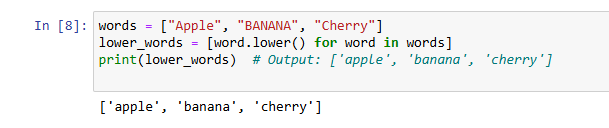 In [8]: words = ["Apple", "BANANA", "Cherry"]
lower_words = [word.lower() for word in words]
print(lower_words)  # Output: ['apple', 'banana', 'cherry']
['apple', 'banana', 'cherry']